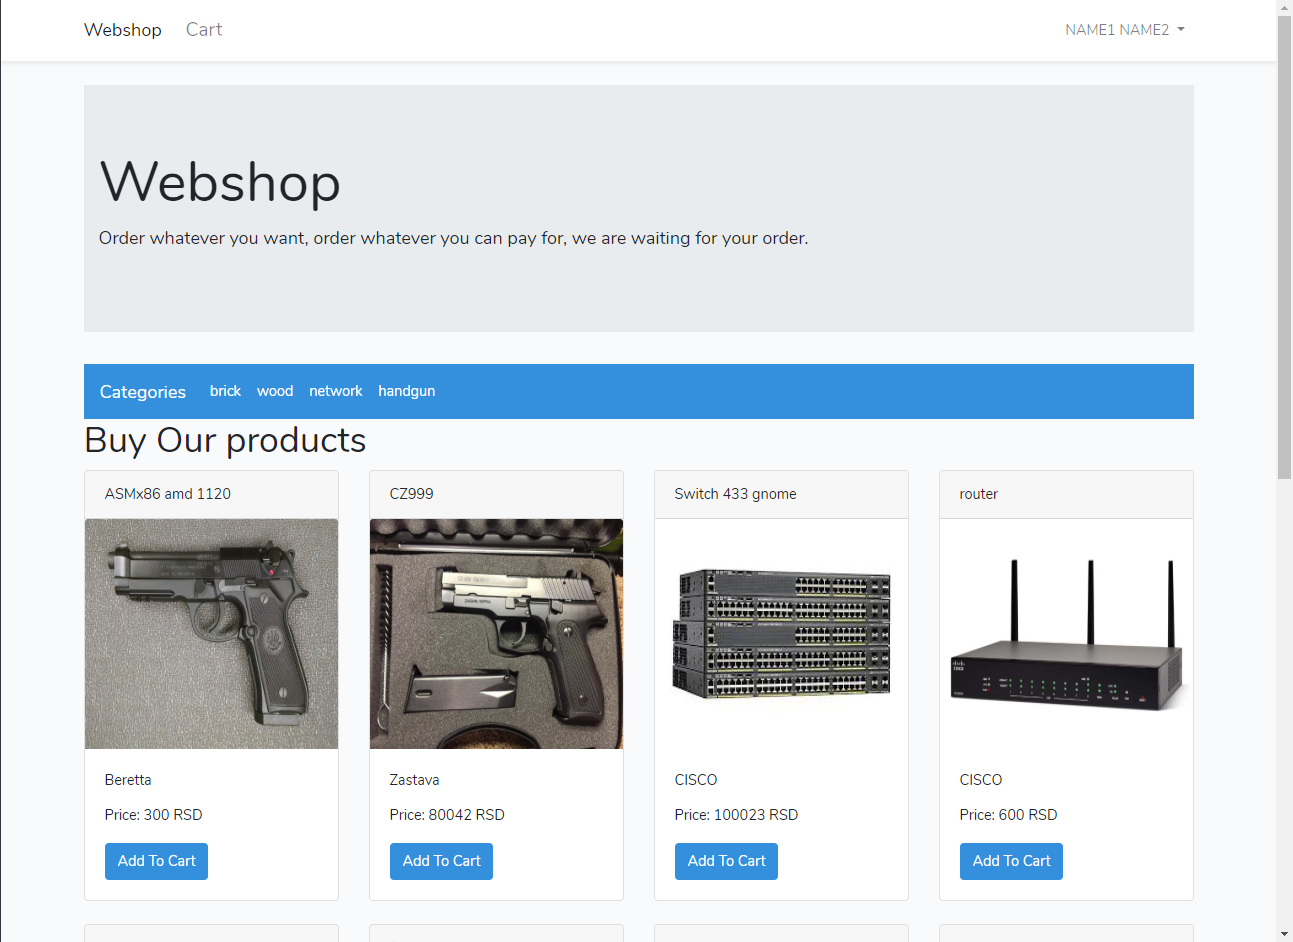 Webshop Cart NAME1 NAME2
Webshop
Order whatever you want, order whatever you can pay for, we are waiting for your order.
Categories brick wood network handgun
Buy Our products
ASMx86 amd 1120
CZ999
Switch 433 gnome
router
CISCO
Beretta
Zastava
CISCO
CISCO
Price: 300 RSD
Price: 80042 RSD
Price: 100023 RSD
Price: 600 RSD
Add To Cart
Add To Cart
Add To Cart
Add To Cart